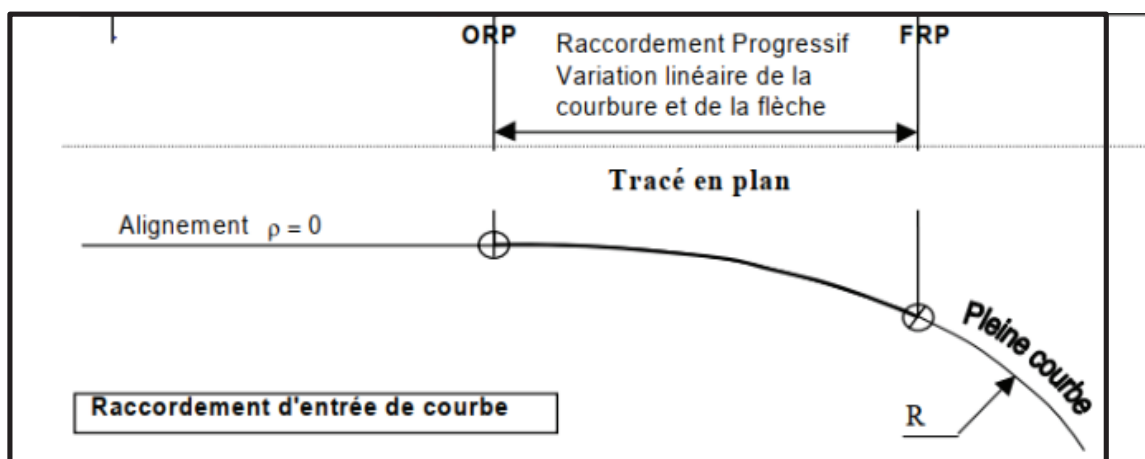 ORP
FRP
Raccordement Progressif
Variation linéaire de la
courbure et de la flèche
Tracé en plan
Alignement ρ = 0
Pleine courbe
Raccordement d'entrée de courbe
R